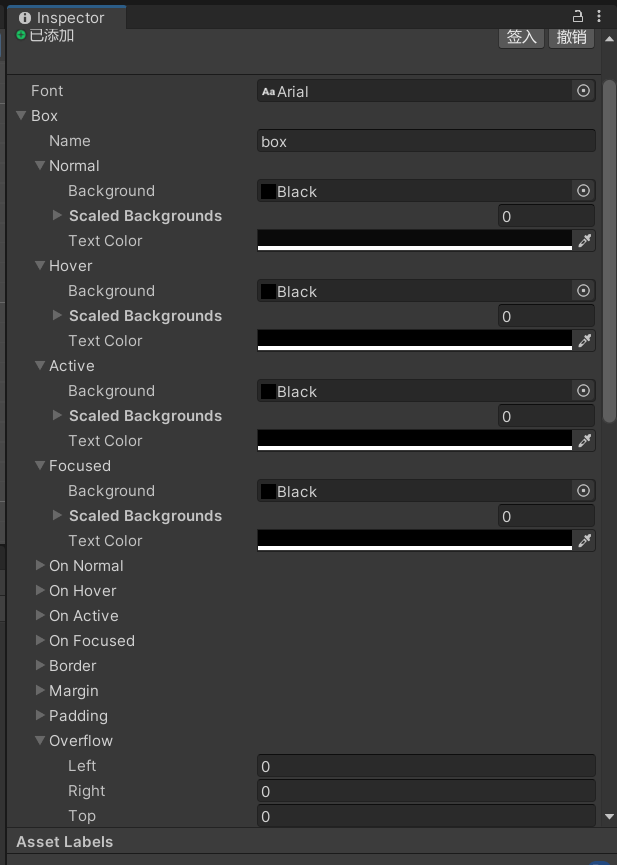 Inspector
已添加 签入 撤销
Font Aa Arial
Box
Name box
Normal
Background Black
Scaled Backgrounds 0
Text Color
Hover
Background Black
Scaled Backgrounds 0
Text Color
Active
Background Black
Scaled Backgrounds 0
Text Color
Focused
Background Black
Scaled Backgrounds 0
Text Color
On Normal
On Hover
On Active
On Focused
Border
Margin
Padding
Overflow
Left 0
Right 0
Top 0
Asset Labels